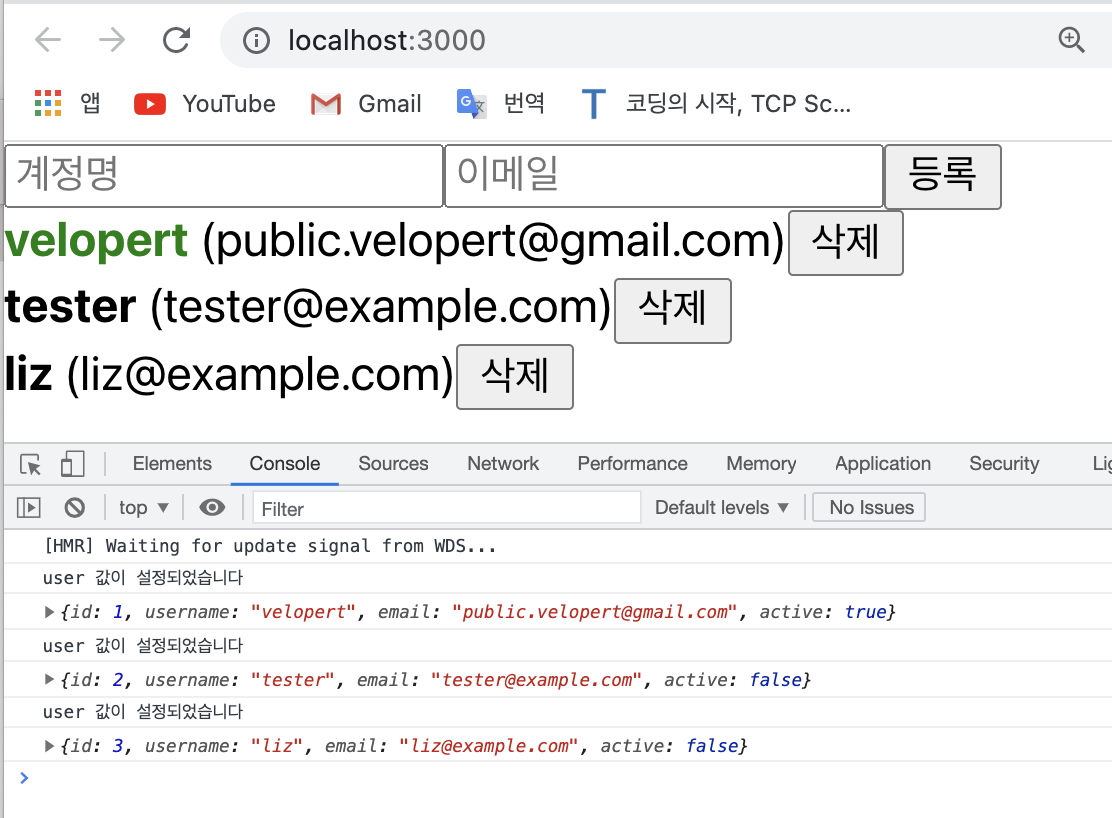 localhost:3000
앱 YouTube Gmail 번역 코딩의 시작, TCP Sc...
계정명 이메일 등록
velopert (public.velopert@gmail.com) 삭제
tester (tester@example.com) 삭제
liz (liz@example.com) 삭제
Elements Console Sources Network Performance Memory Application Security Lig
top ▼ Filter Default levels ▼ No Issues
[HMR] Waiting for update signal from WDS...
user 값이 설정되었습니다
▶{id: 1, username: "velopert", email: "public.velopert@gmail.com", active: true}
user 값이 설정되었습니다
▶{id: 2, username: "tester", email: "tester@example.com", active: false}
user 값이 설정되었습니다
▶{id: 3, username: "liz", email: "liz@example.com", active: false}